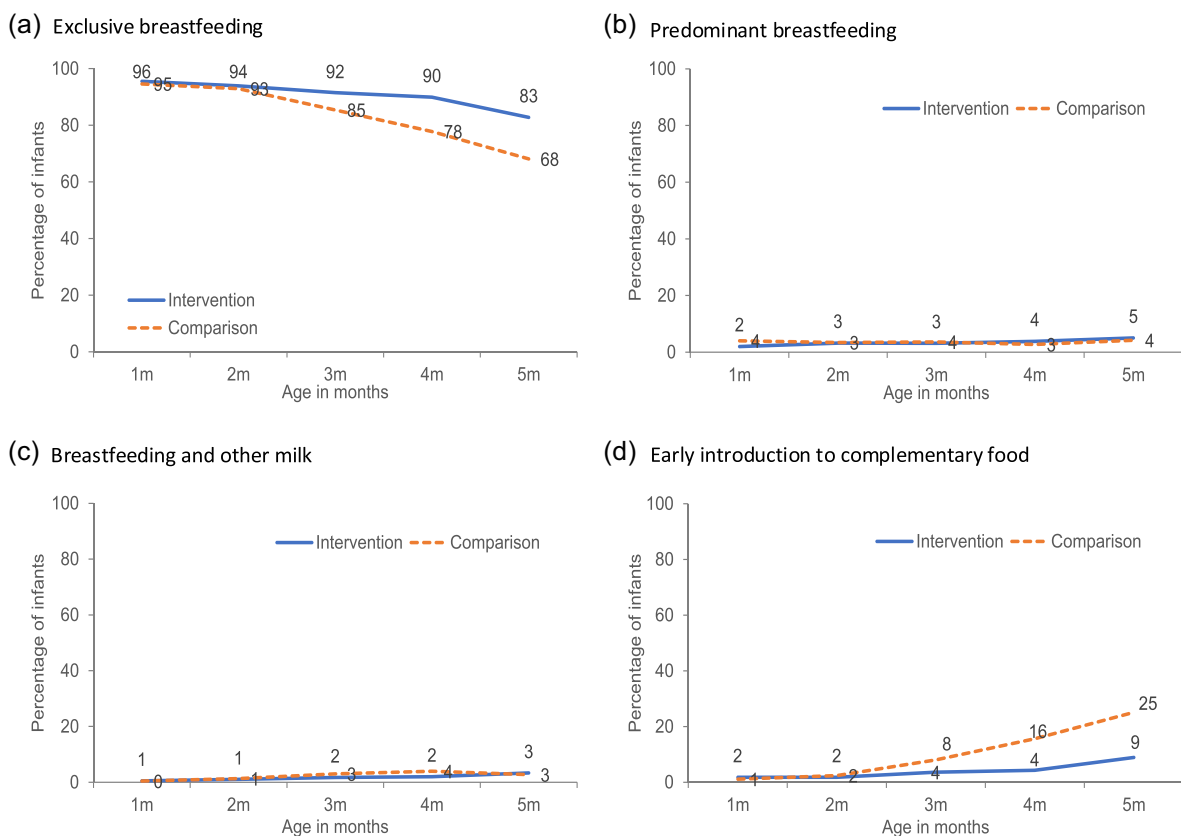 (a) Exclusive breastfeeding
Percentage of infants
100
80
60
40
20
0
96 94 92 90 83
95 93 85 78 68
Intervention
Comparison
1m 2m 3m 4m 5m
Age in months
(b) Predominant breastfeeding
Percentage of infants
100
80
60
40
20
0
Intervention Comparison
2 3 3 4 5
4 3 4 3 4
1m 2m 3m 4m 5m
Age in months
(c) Breastfeeding and other milk
Percentage of infants
100
80
60
40
20
0
Intervention Comparison
1 1 2 2 3
0 1 3 4 3
1m 2m 3m 4m 5m
Age in months
(d) Early introduction to complementary food
Percentage of infants
100
80
60
40
20
0
Intervention Comparison
2 2 8 16 25
1 2 4 4 9
1m 2m 3m 4m 5m
Age in months